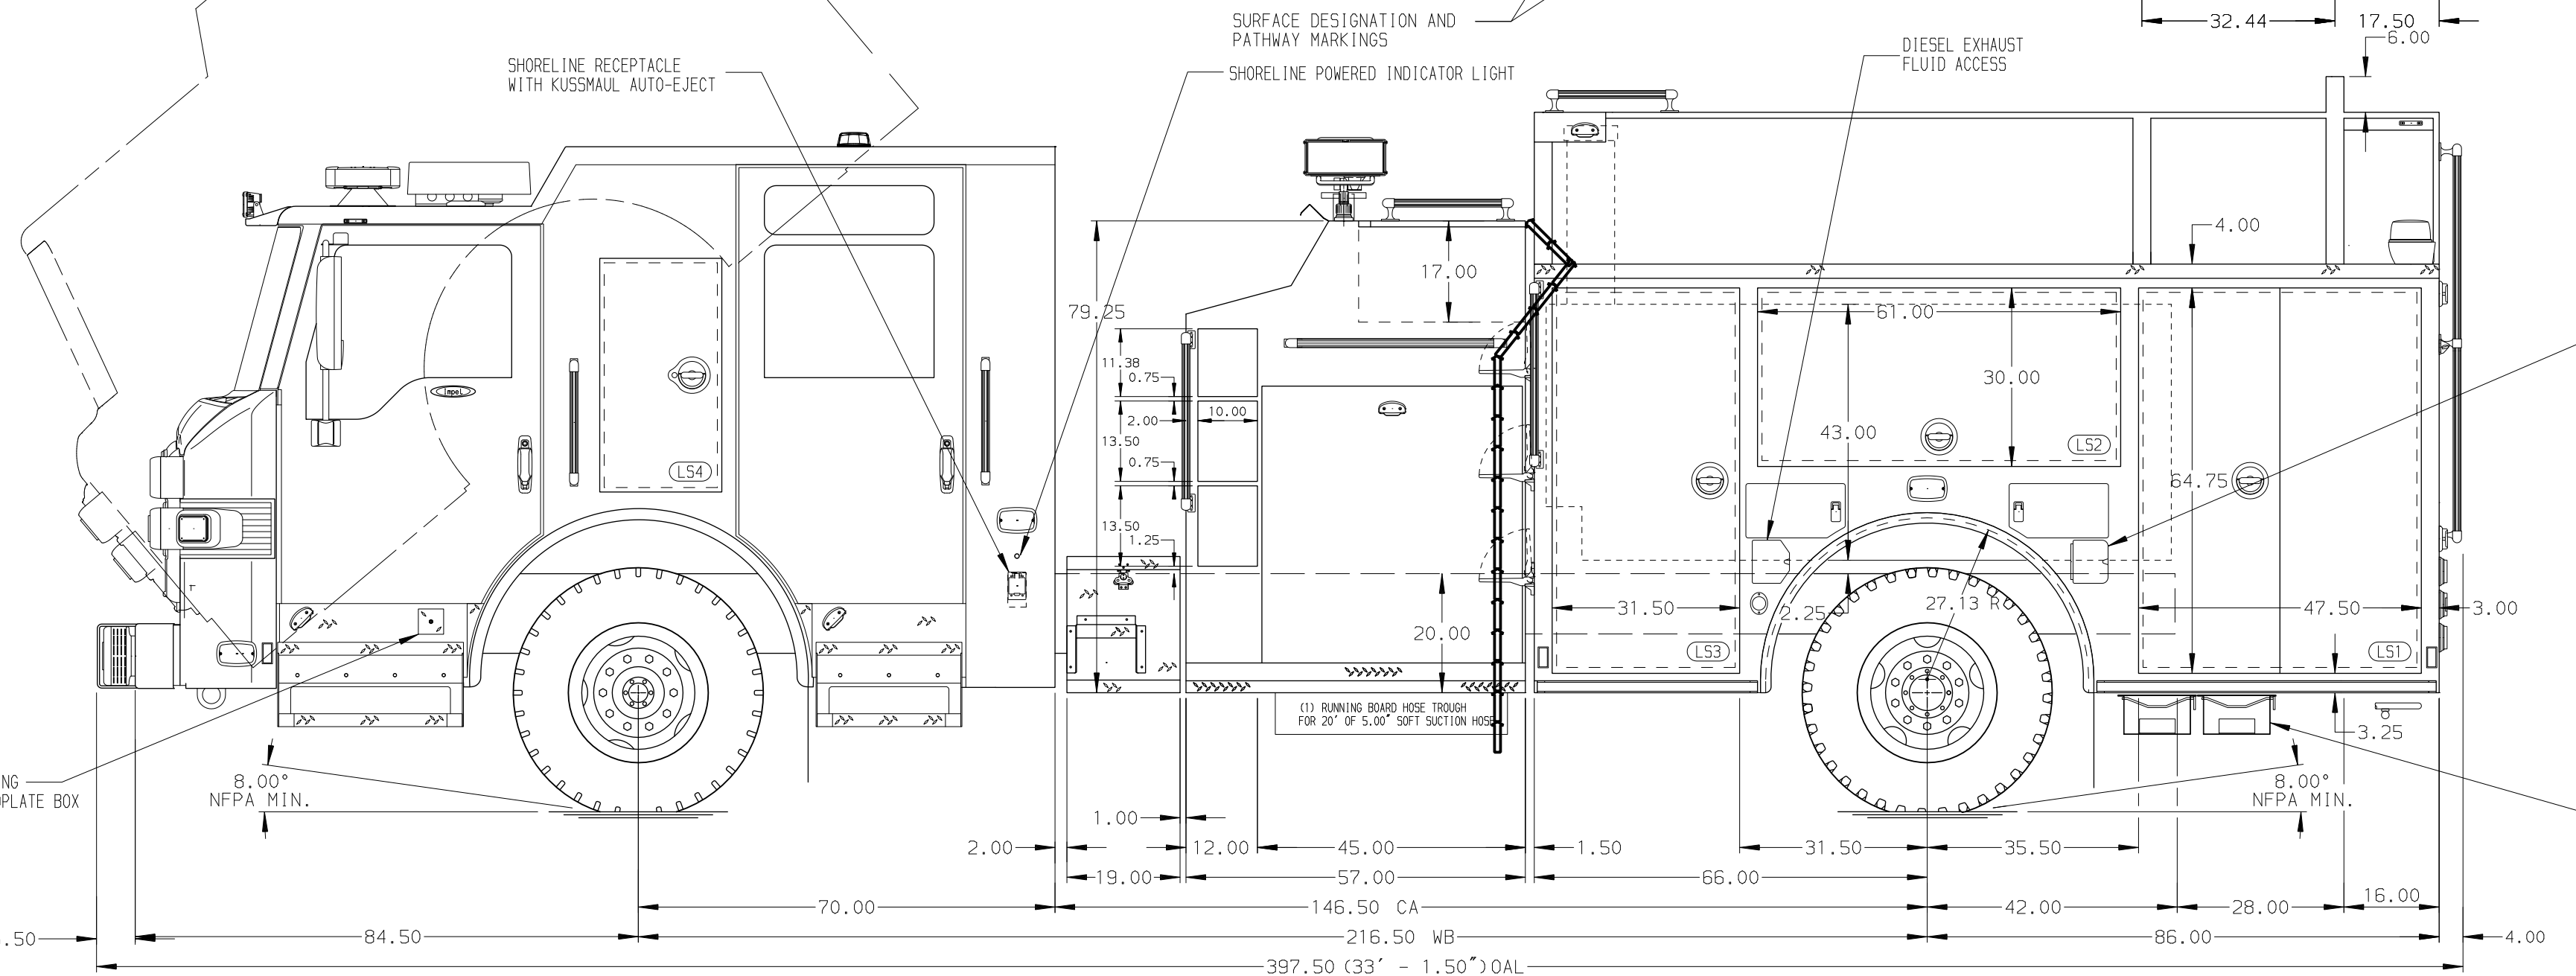 SURFACE DESIGNATION AND
PATHWAY MARKINGS
32.44
17.50
6.00
SHORELINE RECEPTACLE
WITH KUSSMAUL AUTO-EJECT
SHORELINE POWERED INDICATOR LIGHT
DIESEL EXHAUST
FLUID ACCESS
4.00
17.00
79.25
61.00
11.38
0.75
30.00
10.00
2.00
43.00
13.50
LS2
LS4
0.75
64.75
13.50
1.25
31.50
2.25
27.13 R
47.50
3.00
20.00
LS3
LS1
(1) RUNNING BOARD HOSE TROUGH
FOR 20' OF 5.00" SOFT SUCTION HOSE
3.25
NG
PLATE BOX
8.00°
NFPA MIN.
8.00°
NFPA MIN.
1.00
2.00
12.00
45.00
1.50
31.50
35.50
19.00
57.00
66.00
16.00
70.00
146.50 CA
42.00
28.00
.50
84.50
216.50 WB
86.00
4.00
397.50 (33' - 1.50") OAL